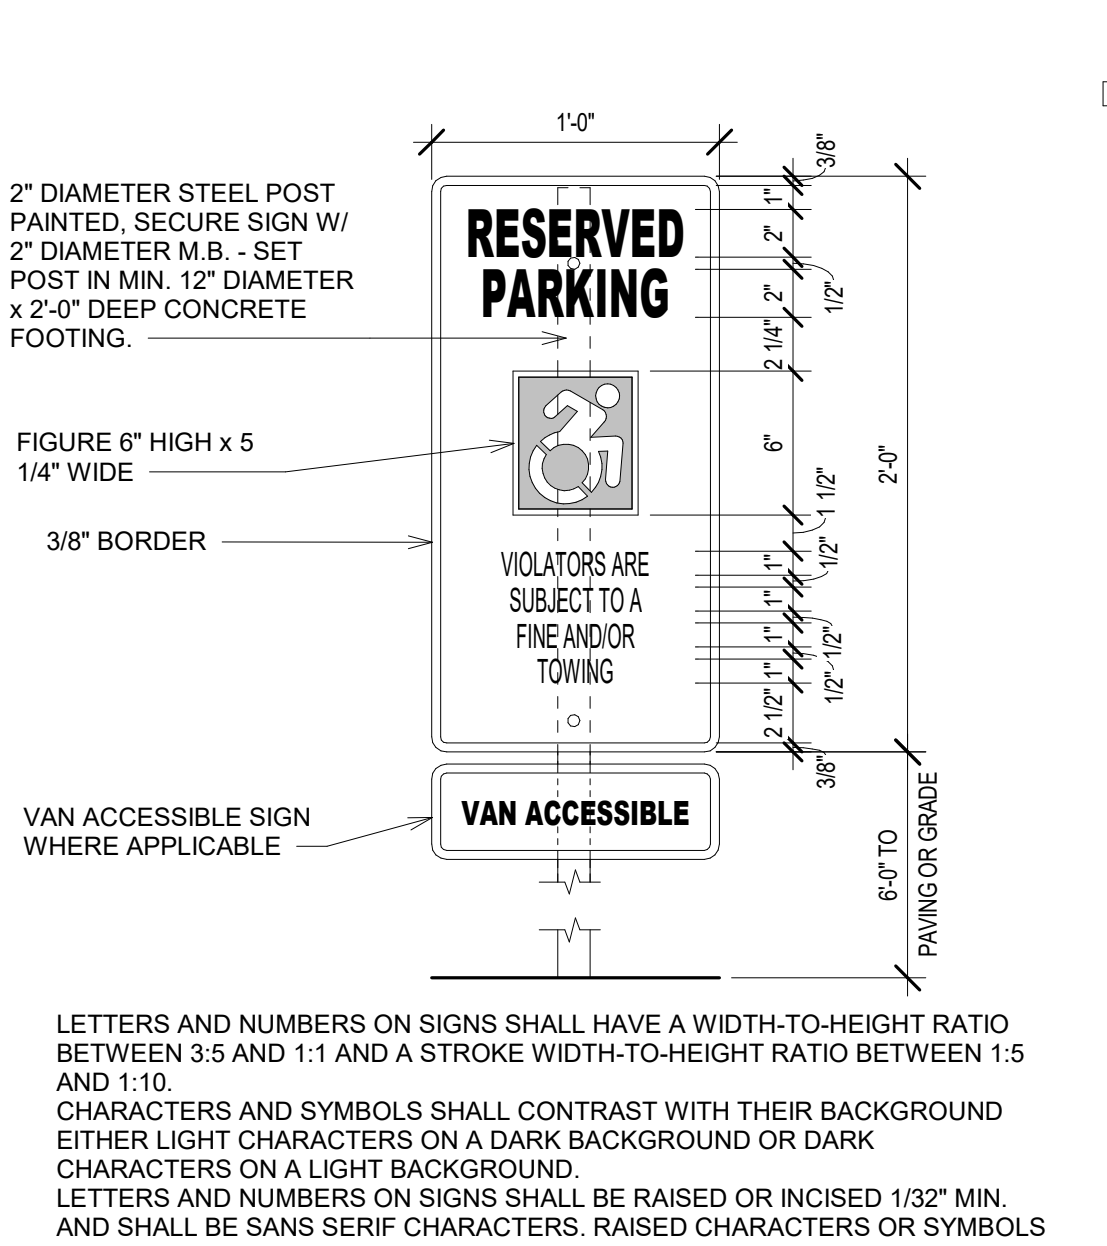 1'-0"
2" DIAMETER STEEL POST
PAINTED, SECURE SIGN W/
2" DIAMETER M.B. - SET
POST IN MIN. 12" DIAMETER
x 2'-0" DEEP CONCRETE
FOOTING.
FIGURE 6" HIGH x 5
1/4" WIDE
3/8" BORDER
VAN ACCESSIBLE SIGN
WHERE APPLICABLE
RESERVED
PARKING
VIOLATORS ARE
SUBJECT TO A
FINE AND/OR
TOWING
VAN ACCESSIBLE
3/8"
1"
2"
1/2"
2"
2 1/4"
6"
1 1/2"
1"
1/2"
1"
1/2"
1"
1/2"
1"
2 1/2"
3/8"
2'-0"
6'-0" TO
PAVING OR GRADE
LETTERS AND NUMBERS ON SIGNS SHALL HAVE A WIDTH-TO-HEIGHT RATIO
BETWEEN 3:5 AND 1:1 AND A STROKE WIDTH-TO-HEIGHT RATIO BETWEEN 1:5
AND 1:10.
CHARACTERS AND SYMBOLS SHALL CONTRAST WITH THEIR BACKGROUND
EITHER LIGHT CHARACTERS ON A DARK BACKGROUND OR DARK
CHARACTERS ON A LIGHT BACKGROUND.
LETTERS AND NUMBERS ON SIGNS SHALL BE RAISED OR INCISED 1/32" MIN.
AND SHALL BE SANS SERIF CHARACTERS. RAISED CHARACTERS OR SYMBOLS